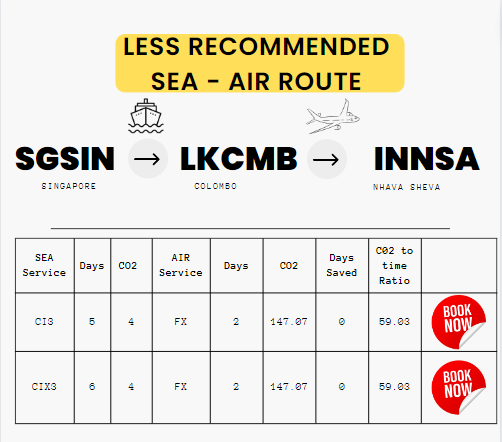 LESS RECOMMENDED
SEA - AIR ROUTE
SGSIN → LKCMB → INNSA
SINGAPORE COLOMBO NHAVA SHEVA
SEA Service Days CO2 AIR Service Days CO2 Days Saved C02 to time Ratio
CI3 5 4 FX 2 147.07 0 59.03 BOOK NOW
CIX3 6 4 FX 2 147.07 0 59.03 BOOK NOW